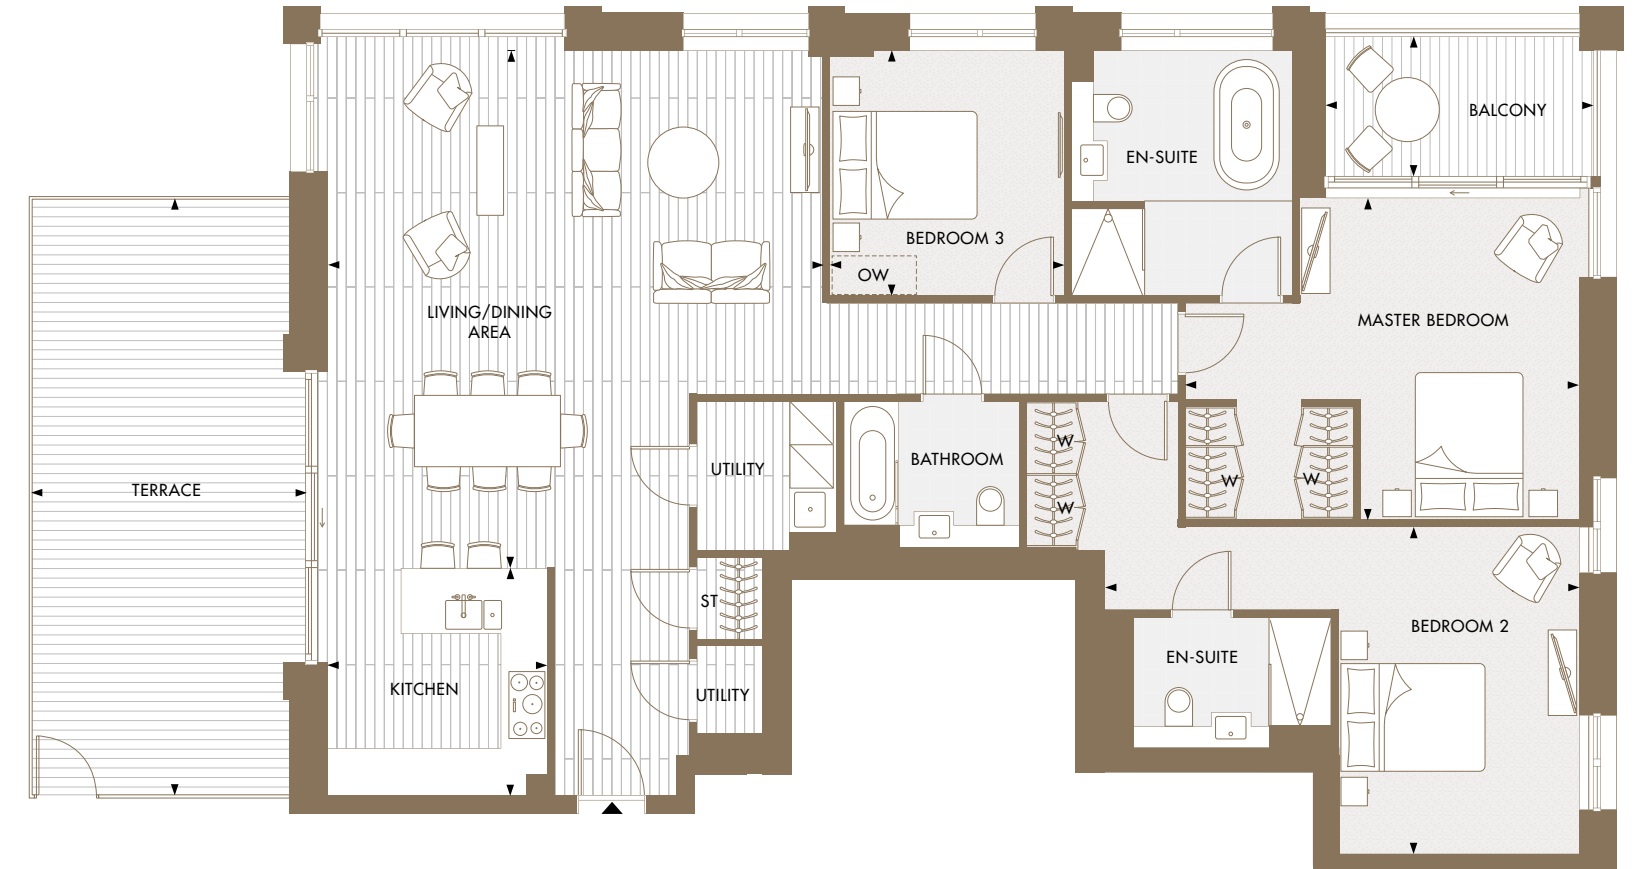 BALCONY
EN-SUITE
BEDROOM 3
OW
LIVING/DINING
AREA
MASTER BEDROOM
TERRACE
UTILITY
BATHROOM
W
W
W
W
ST
UTILITY
KITCHEN
EN-SUITE
BEDROOM 2